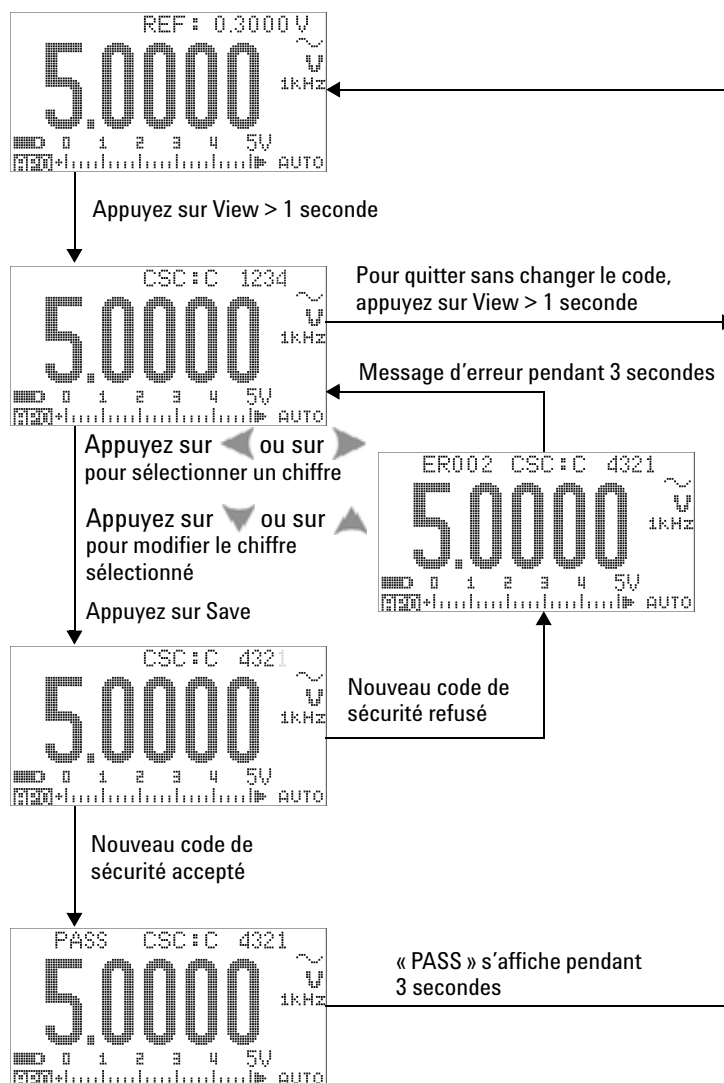 REF: 0.3000 V
5.0000 V
1kHz
0 1 2 3 4 5V
APO AUTO
Appuyez sur View > 1 seconde
CSC:C 1234
5.0000 V
1kHz
0 1 2 3 4 5V
APO AUTO
Pour quitter sans changer le code,
appuyez sur View > 1 seconde
Message d’erreur pendant 3 secondes
Appuyez sur ou sur
pour sélectionner un chiffre
Appuyez sur ou sur
pour modifier le chiffre
sélectionné
Appuyez sur Save
ER002 CSC:C 4321
5.0000 V
1kHz
0 1 2 3 4 5V
APO AUTO
CSC:C 4321
5.0000 V
1kHz
0 1 2 3 4 5V
APO AUTO
Nouveau code de
sécurité refusé
Nouveau code de
sécurité accepté
PASS CSC:C 4321
5.0000 V
1kHz
0 1 2 3 4 5V
APO AUTO
« PASS » s’affiche pendant
3 secondes